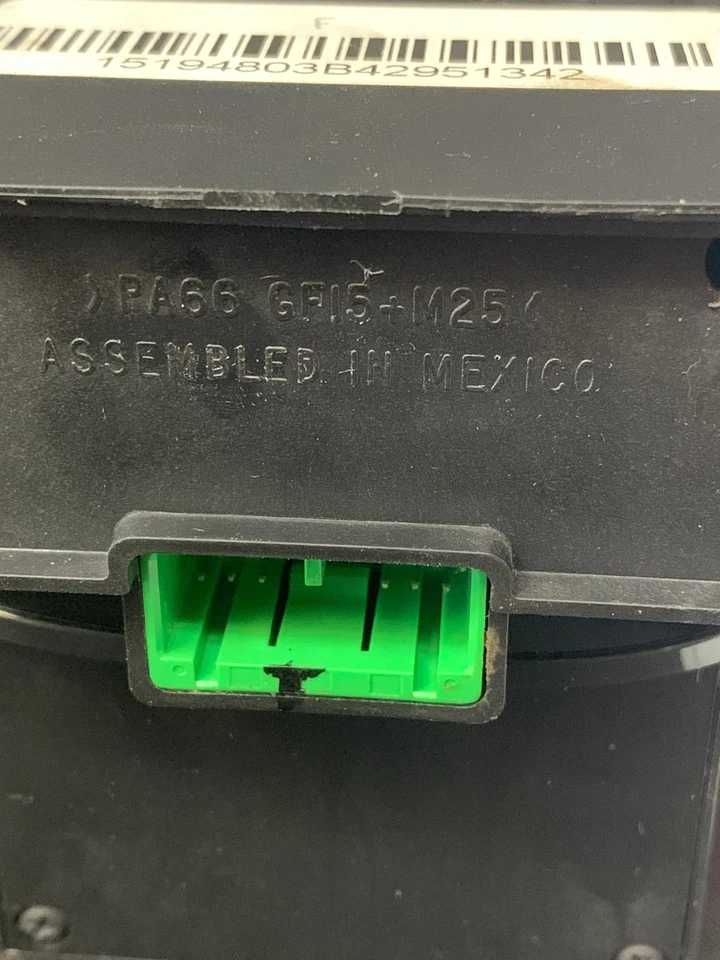 F
15194803B42951342
>PA66 GF15+M25<
ASSEMBLED IN MEXICO